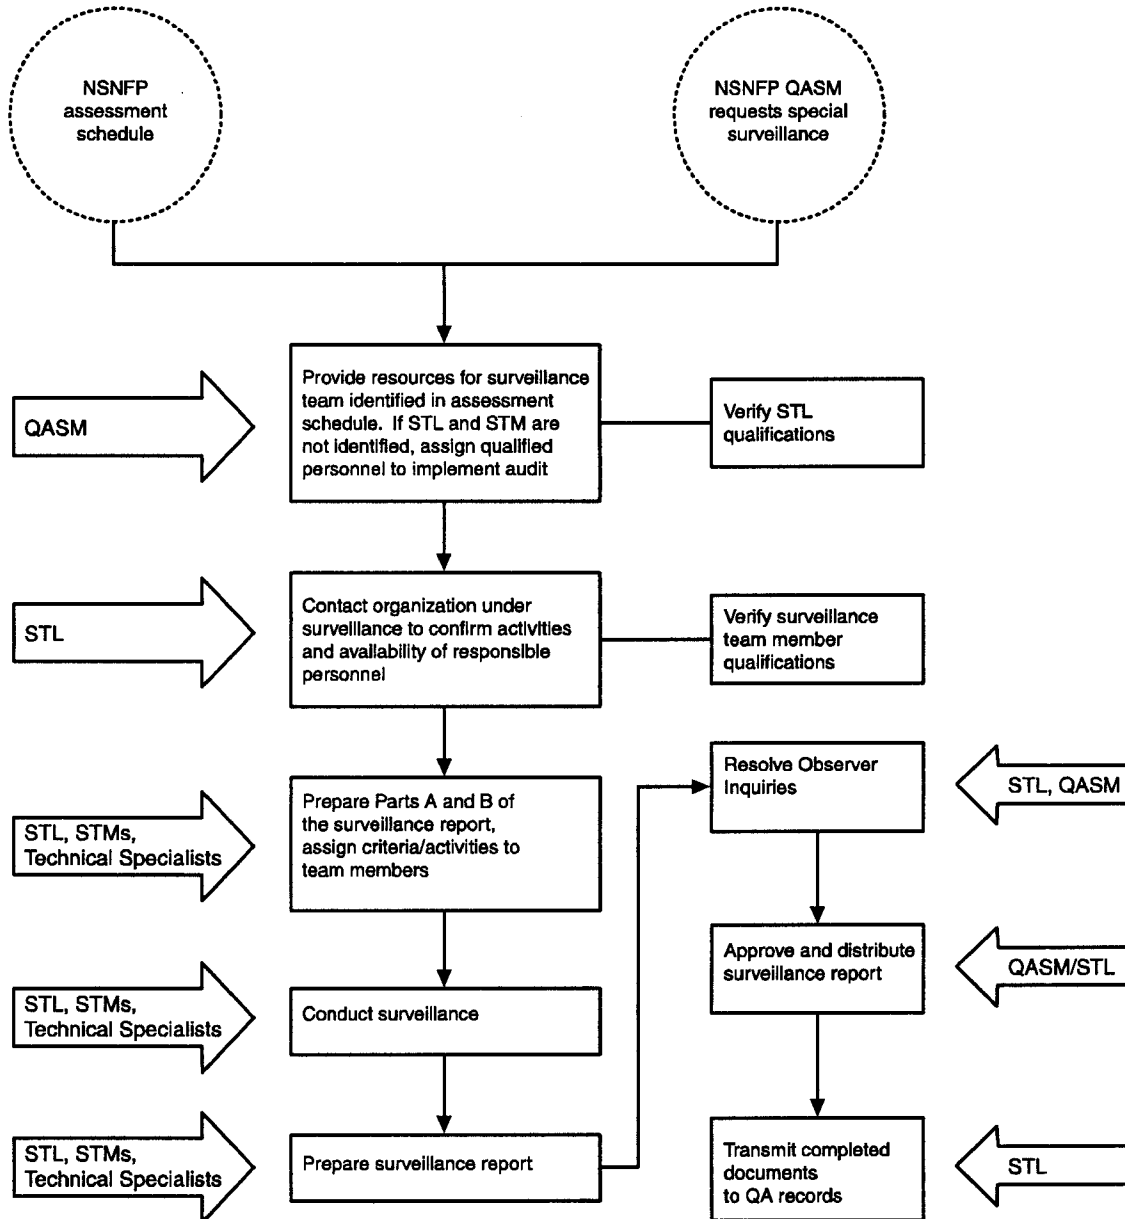 NSNFP
assessment
schedule
NSNFP QASM
requests special
surveillance
QASM
Provide resources for surveillance
team identified in assessment
schedule. If STL and STM are
not identified, assign qualified
personnel to implement audit
Verify STL
qualifications
STL
Contact organization under
surveillance to confirm activities
and availability of responsible
personnel
Verify surveillance
team member
qualifications
STL, STMs,
Technical Specialists
Prepare Parts A and B of
the surveillance report,
assign criteria/activities to
team members
STL, STMs,
Technical Specialists
Conduct surveillance
STL, STMs,
Technical Specialists
Prepare surveillance report
Resolve Observer
Inquiries
STL, QASM
Approve and distribute
surveillance report
QASM/STL
Transmit completed
documents
to QA records
STL